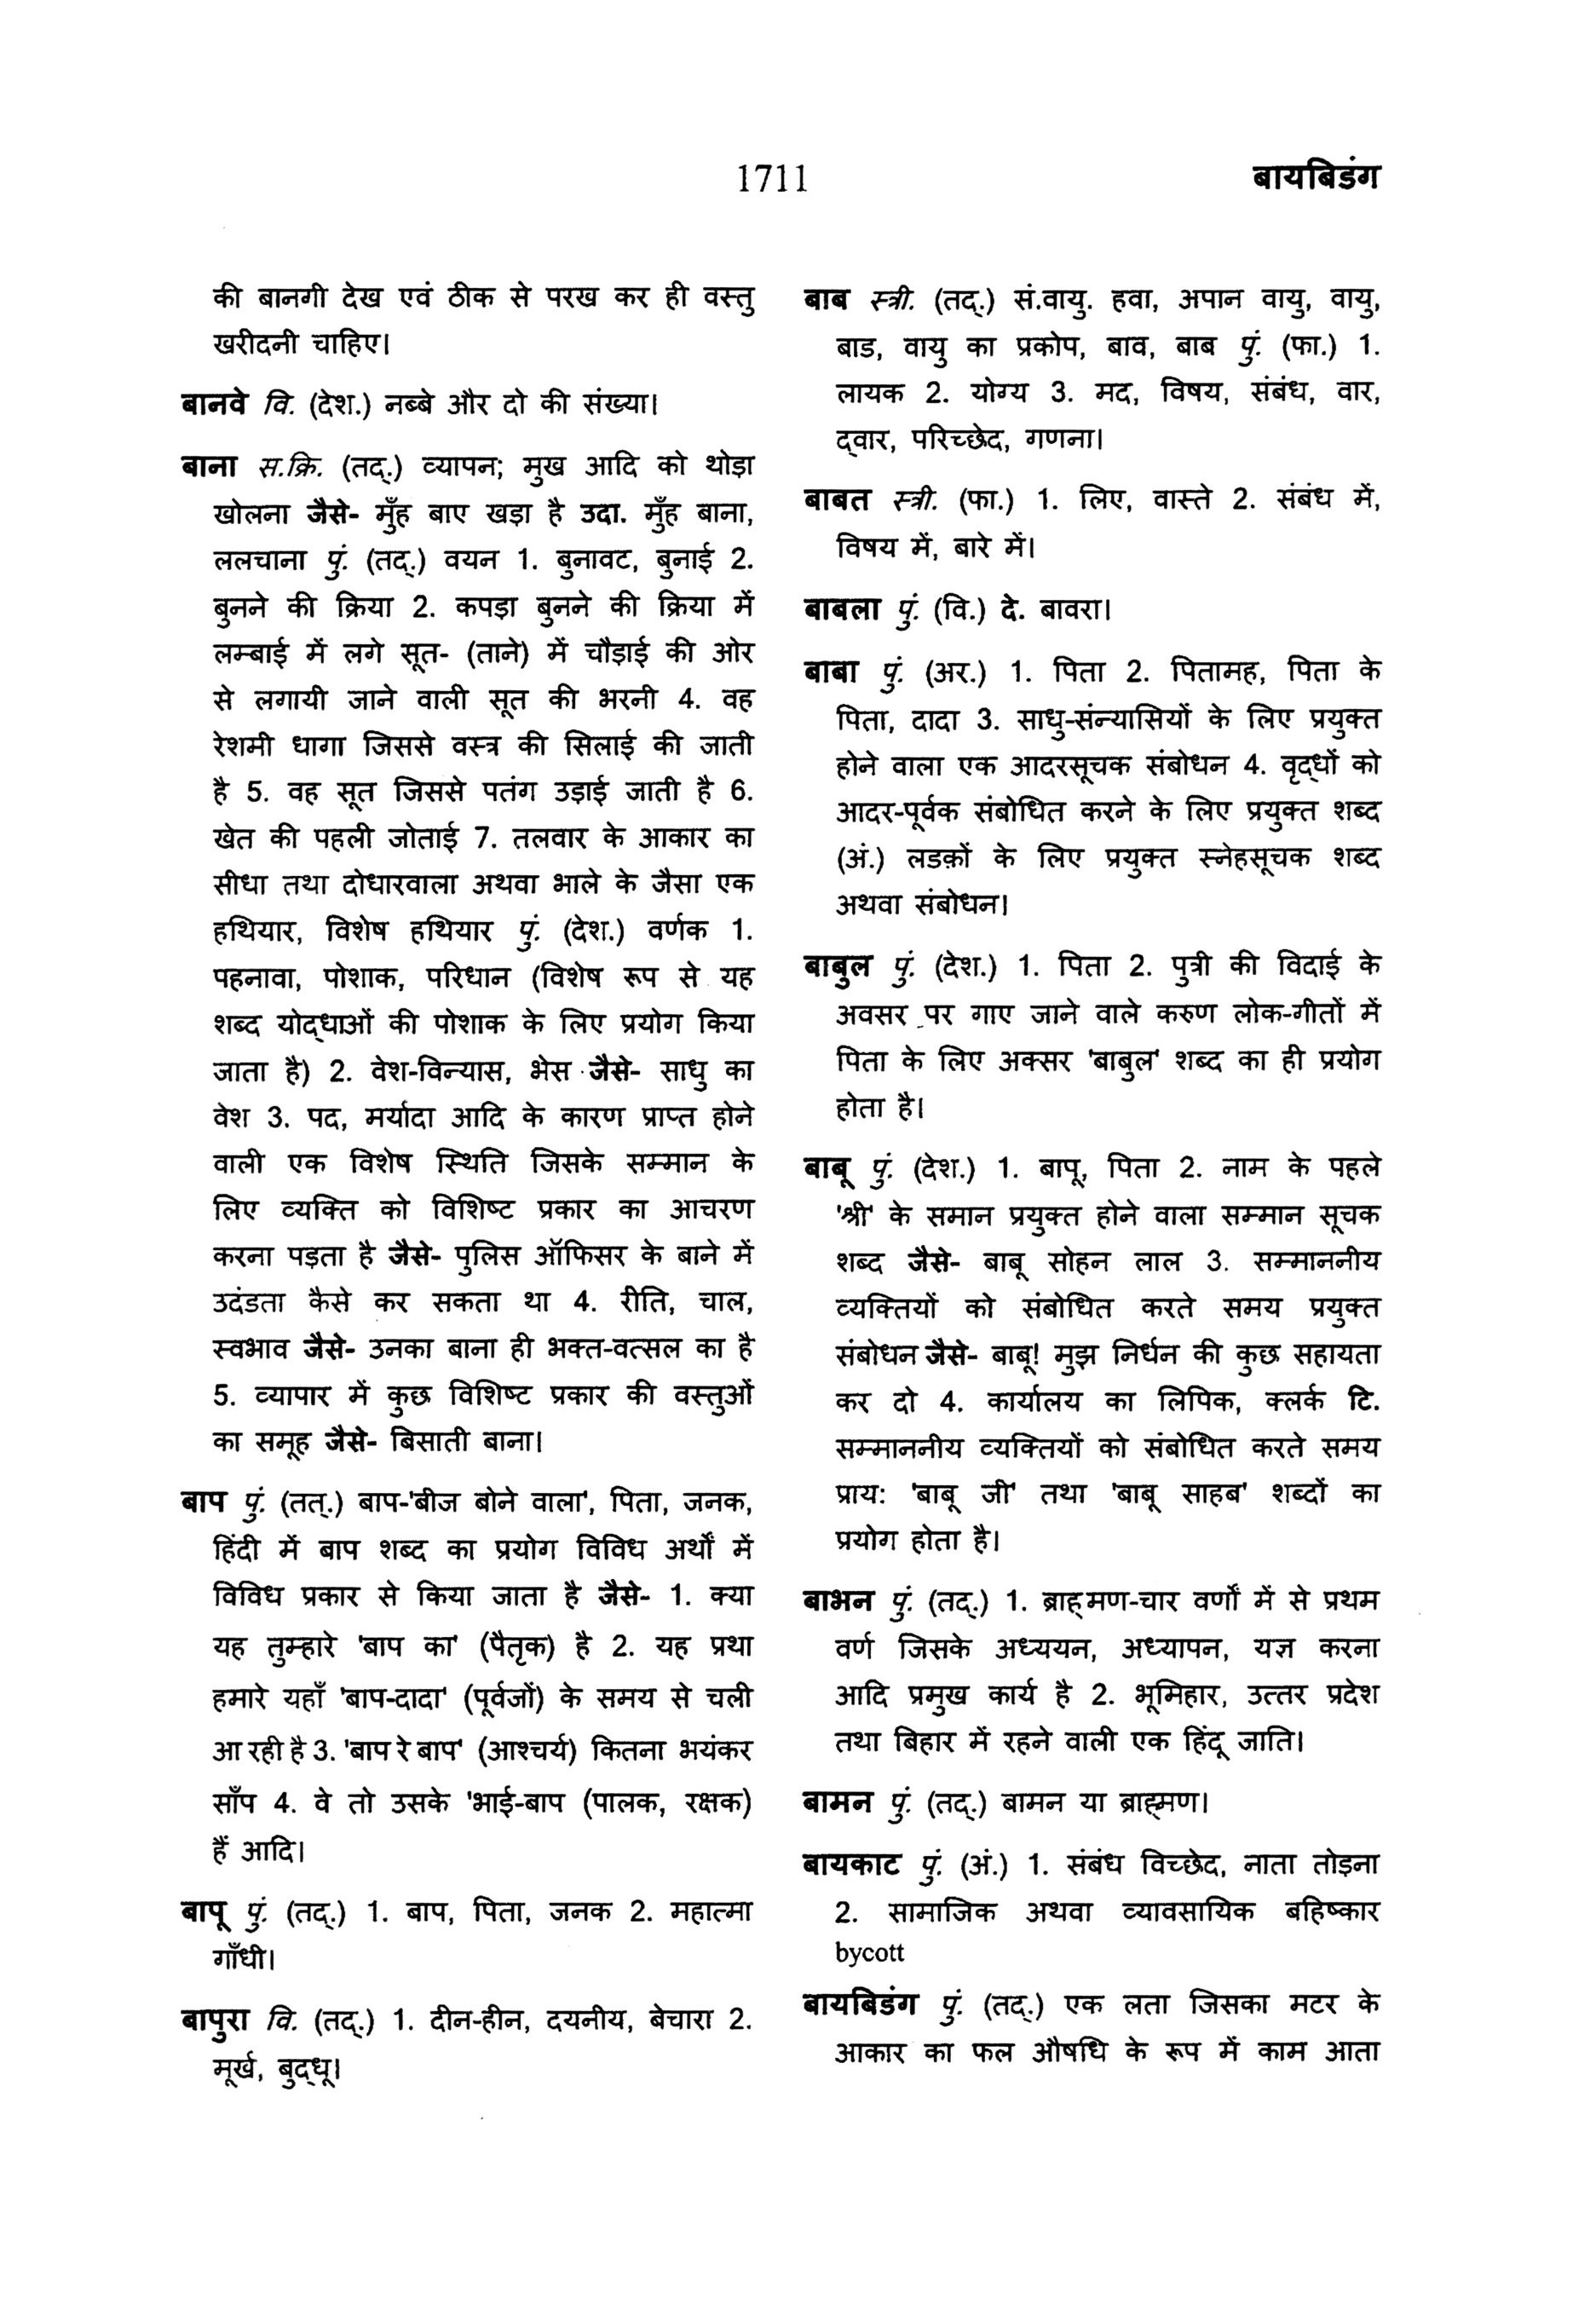 1711
बायबिडंग
की बानगी देख एवं ठीक से परख कर ही वस्तु
खरीदनी चाहिए।
बानवे वि. (देश.) नब्बे और दो की संख्या।
बाना स.क्रि. (तद्.) व्यापन; मुख आदि को थोड़ा
खोलना जैसे- मुँह बाए खड़ा है उदा. मुँह बाना,
ललचाना पुं. (तद्.) वयन 1. बुनावट, बुनाई 2.
बुनने की क्रिया 2. कपड़ा बुनने की क्रिया में
लम्बाई में लगे सूत- (ताने) में चौड़ाई की ओर
से लगायी जाने वाली सूत की भरनी 4. वह
रेशमी धागा जिससे वस्त्र की सिलाई की जाती
है 5. वह सूत जिससे पतंग उड़ाई जाती है 6.
खेत की पहली जोताई 7. तलवार के आकार का
सीधा तथा दोधारवाला अथवा भाले के जैसा एक
हथियार, विशेष हथियार पुं. (देश.) वर्णक 1.
पहनावा, पोशाक, परिधान (विशेष रूप से यह
शब्द योद्धाओं की पोशाक के लिए प्रयोग किया
जाता है) 2. वेश-विन्यास, भेस जैसे- साधु का
वेश 3. पद, मर्यादा आदि के कारण प्राप्त होने
वाली एक विशेष स्थिति जिसके सम्मान के
लिए व्यक्ति को विशिष्ट प्रकार का आचरण
करना पड़ता है जैसे- पुलिस ऑफिसर के बाने में
उदंडता कैसे कर सकता था 4. रीति, चाल,
स्वभाव जैसे- उनका बाना ही भक्त-वत्सल का है
5. व्यापार में कुछ विशिष्ट प्रकार की वस्तुओं
का समूह जैसे- बिसाती बाना।
बाप पुं. (तत्.) बाप-'बीज बोने वाला', पिता, जनक,
हिंदी में बाप शब्द का प्रयोग विविध अर्थों में
विविध प्रकार से किया जाता है जैसे- 1. क्या
यह तुम्हारे 'बाप का' (पैतृक) है 2. यह प्रथा
हमारे यहाँ 'बाप-दादा' (पूर्वजों) के समय से चली
आ रही है 3. 'बाप रे बाप' (आश्चर्य) कितना भयंकर
साँप 4. वे तो उसके 'भाई-बाप (पालक, रक्षक)
हैं आदि।
बापू पुं. (तद्.) 1. बाप, पिता, जनक 2. महात्मा
गाँधी।
बापुरा वि. (तद्.) 1. दीन-हीन, दयनीय, बेचारा 2.
मूर्ख, बुद्धू।
बाब स्त्री. (तद्.) सं.वायु. हवा, अपान वायु, वायु,
बाड, वायु का प्रकोप, बाव, बाब पुं. (फा.) 1.
लायक 2. योग्य 3. मद, विषय, संबंध, वार,
द्वार, परिच्छेद, गणना।
बाबत स्त्री. (फा.) 1. लिए, वास्ते 2. संबंध में,
विषय में, बारे में।
बाबला पुं. (वि.) दे. बावरा।
बाबा पुं. (अर.) 1. पिता 2. पितामह, पिता के
पिता, दादा 3. साधु-संन्यासियों के लिए प्रयुक्त
होने वाला एक आदरसूचक संबोधन 4. वृद्धों को
आदर-पूर्वक संबोधित करने के लिए प्रयुक्त शब्द
(अं.) लडक़ों के लिए प्रयुक्त स्नेहसूचक शब्द
अथवा संबोधन।
बाबुल पुं. (देश.) 1. पिता 2. पुत्री की विदाई के
अवसर पर गाए जाने वाले करुण लोक-गीतों में
पिता के लिए अक्सर 'बाबुल' शब्द का ही प्रयोग
होता है।
बाबू पुं. (देश.) 1. बापू, पिता 2. नाम के पहले
'श्री' के समान प्रयुक्त होने वाला सम्मान सूचक
शब्द जैसे- बाबू सोहन लाल 3. सम्माननीय
व्यक्तियों को संबोधित करते समय प्रयुक्त
संबोधन जैसे- बाबू! मुझ निर्धन की कुछ सहायता
कर दो 4. कार्यालय का लिपिक, क्लर्क टि.
सम्माननीय व्यक्तियों को संबोधित करते समय
प्राय: 'बाबू जी' तथा 'बाबू साहब' शब्दों का
प्रयोग होता है।
बाभन पुं. (तद्.) 1. ब्राह्मण-चार वर्णों में से प्रथम
वर्ण जिसके अध्ययन, अध्यापन, यज्ञ करना
आदि प्रमुख कार्य है 2. भूमिहार, उत्तर प्रदेश
तथा बिहार में रहने वाली एक हिंदू जाति।
बामन पुं. (तद्.) बामन या ब्राह्मण।
बायकाट पुं. (अं.) 1. संबंध विच्छेद, नाता तोड़ना
2. सामाजिक अथवा व्यावसायिक बहिष्कार
bycott
बायबिडंग पुं. (तद्.) एक लता जिसका मटर के
आकार का फल औषधि के रूप में काम आता